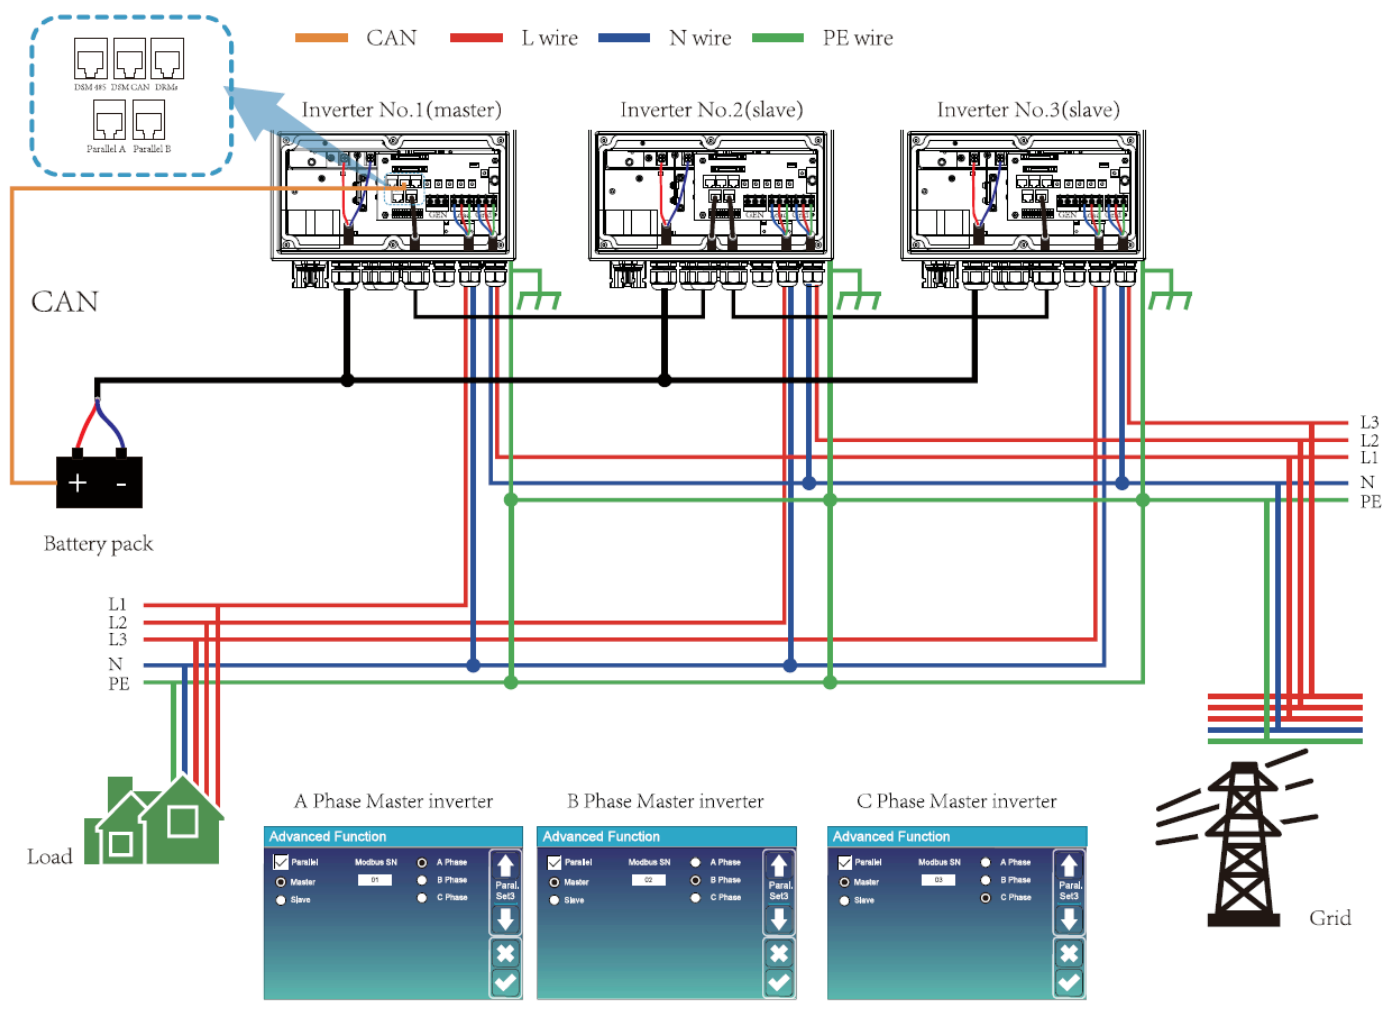 CAN
L wire
N wire
PE wire
DSM 485 DSM CAN DRMs
Parallel A Parallel B
Inverter No.1(master)
Inverter No.2(slave)
Inverter No.3(slave)
GEN
GEN
CAN
+ -
Battery pack
L3
L2
L1
N
PE
L1
L2
L3
N
PE
Load
Grid
A Phase Master inverter
Advanced Function
Parallel
Modbus SN
A Phase
Master
01
B Phase
Slave
C Phase
Paral.
Set3
B Phase Master inverter
Advanced Function
Parallel
Modbus SN
A Phase
Master
02
B Phase
Slave
C Phase
Paral.
Set3
C Phase Master inverter
Advanced Function
Parallel
Modbus SN
A Phase
Master
03
B Phase
Slave
C Phase
Paral.
Set3